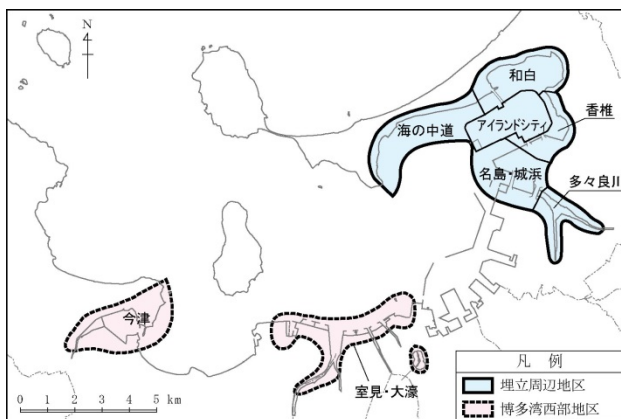 N
和白
香椎
アイランドシティ
海の中道
名島・城浜
多々良川
今津
室見・大濠
0 1 2 3 4 5 km
凡 例
埋立周辺地区
博多湾西部地区